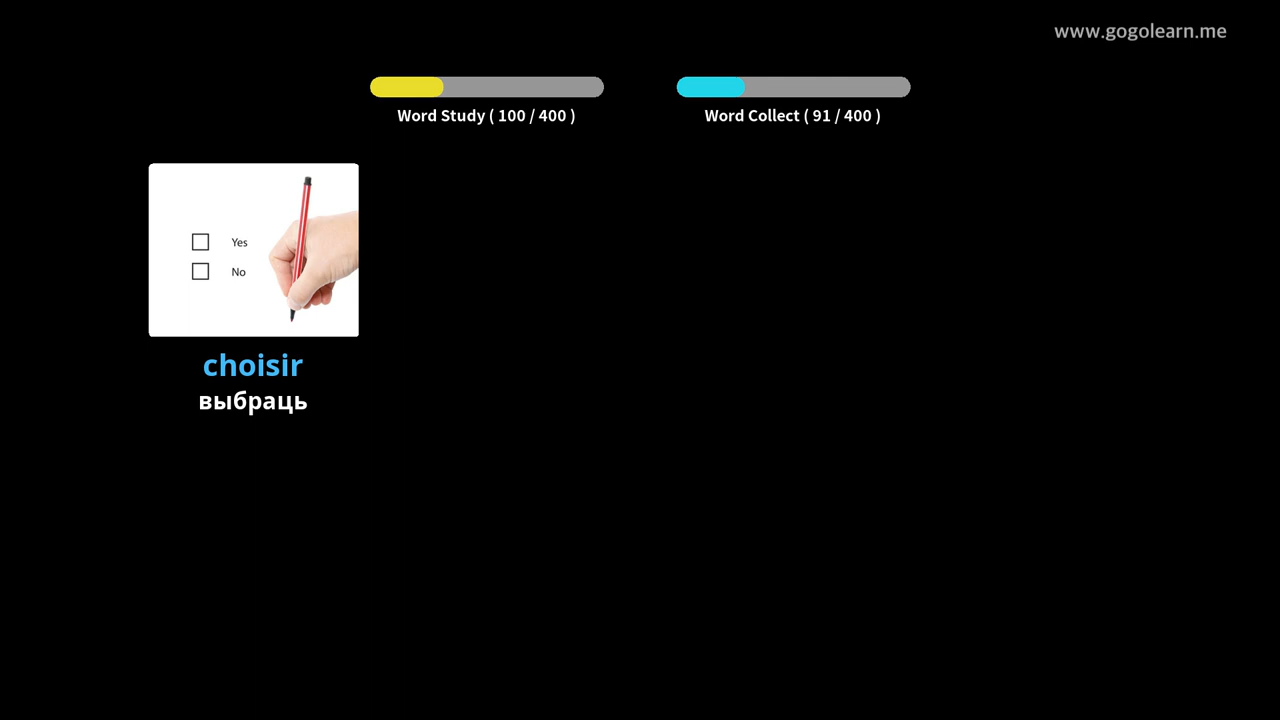 www.gogolearn.me
Word Study ( 100 / 400 )
Word Collect ( 91 / 400 )
Yes
No
choisir
выбраць